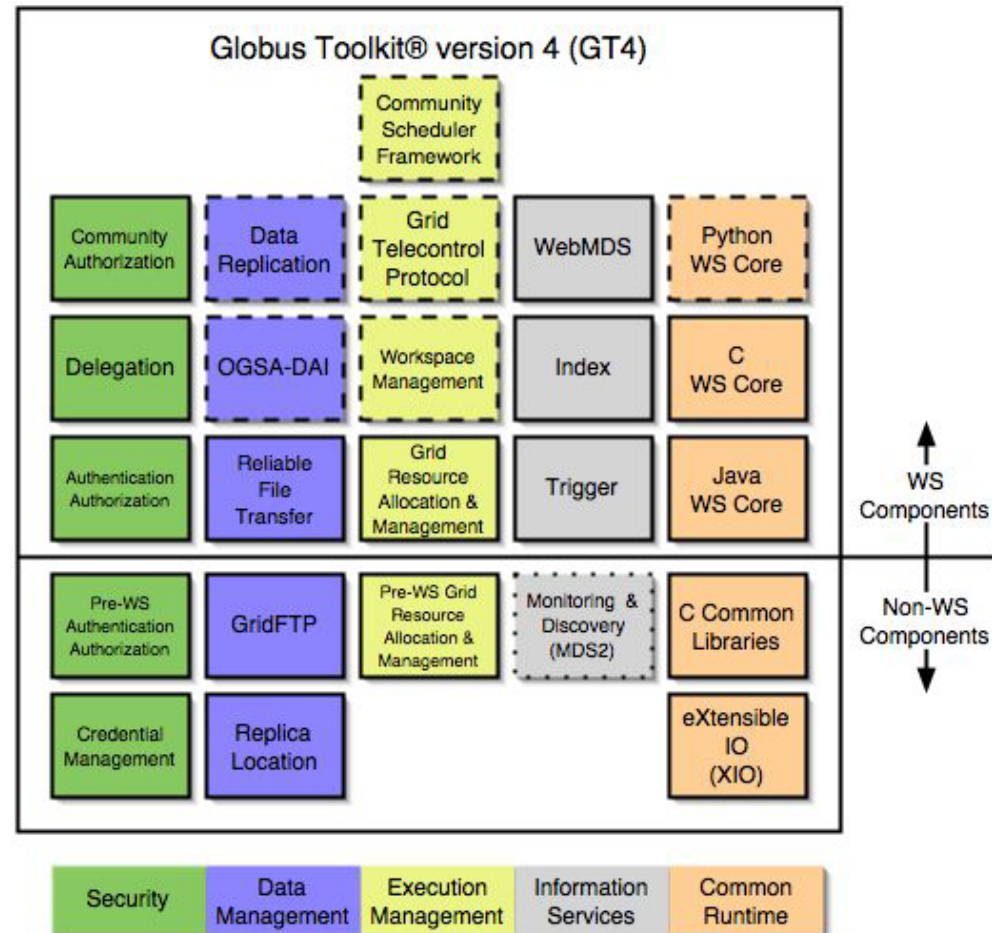 Globus Toolkit® version 4 (GT4)
Community
Scheduler
Framework
Community
Authorization
Data
Replication
Grid
Telecontrol
Protocol
WebMDS
Python
WS Core
Delegation
OGSA-DAI
Workspace
Management
Index
C
WS Core
Authentication
Authorization
Reliable
File
Transfer
Grid
Resource
Allocation &
Management
Trigger
Java
WS Core
WS
Components
Pre-WS
Authentication
Authorization
GridFTP
Pre-WS Grid
Resource
Allocation &
Management
Monitoring &
Discovery
(MDS2)
C Common
Libraries
Non-WS
Components
Credential
Management
Replica
Location
eXtensible
IO
(XIO)
Security
Data
Management
Execution
Management
Information
Services
Common
Runtime